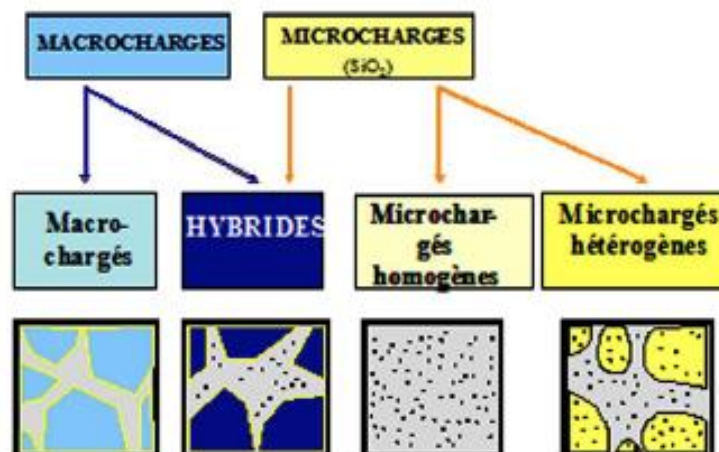 MACROCHARGES
MICROCHARGES
(SiO₂)
Macro-
chargés
HYBRIDES
Microchar-
gés
homogènes
Microchargés
hétérogènes